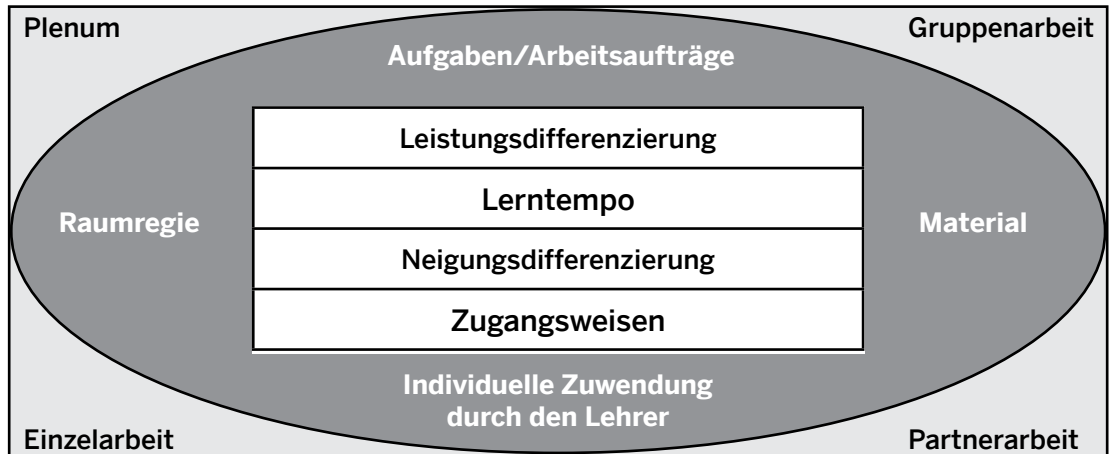 Plenum
Gruppenarbeit
Aufgaben/Arbeitsaufträge
Leistungsdifferenzierung
Lerntempo
Raumregie
Material
Neigungsdifferenzierung
Zugangsweisen
Individuelle Zuwendung
durch den Lehrer
Einzelarbeit
Partnerarbeit